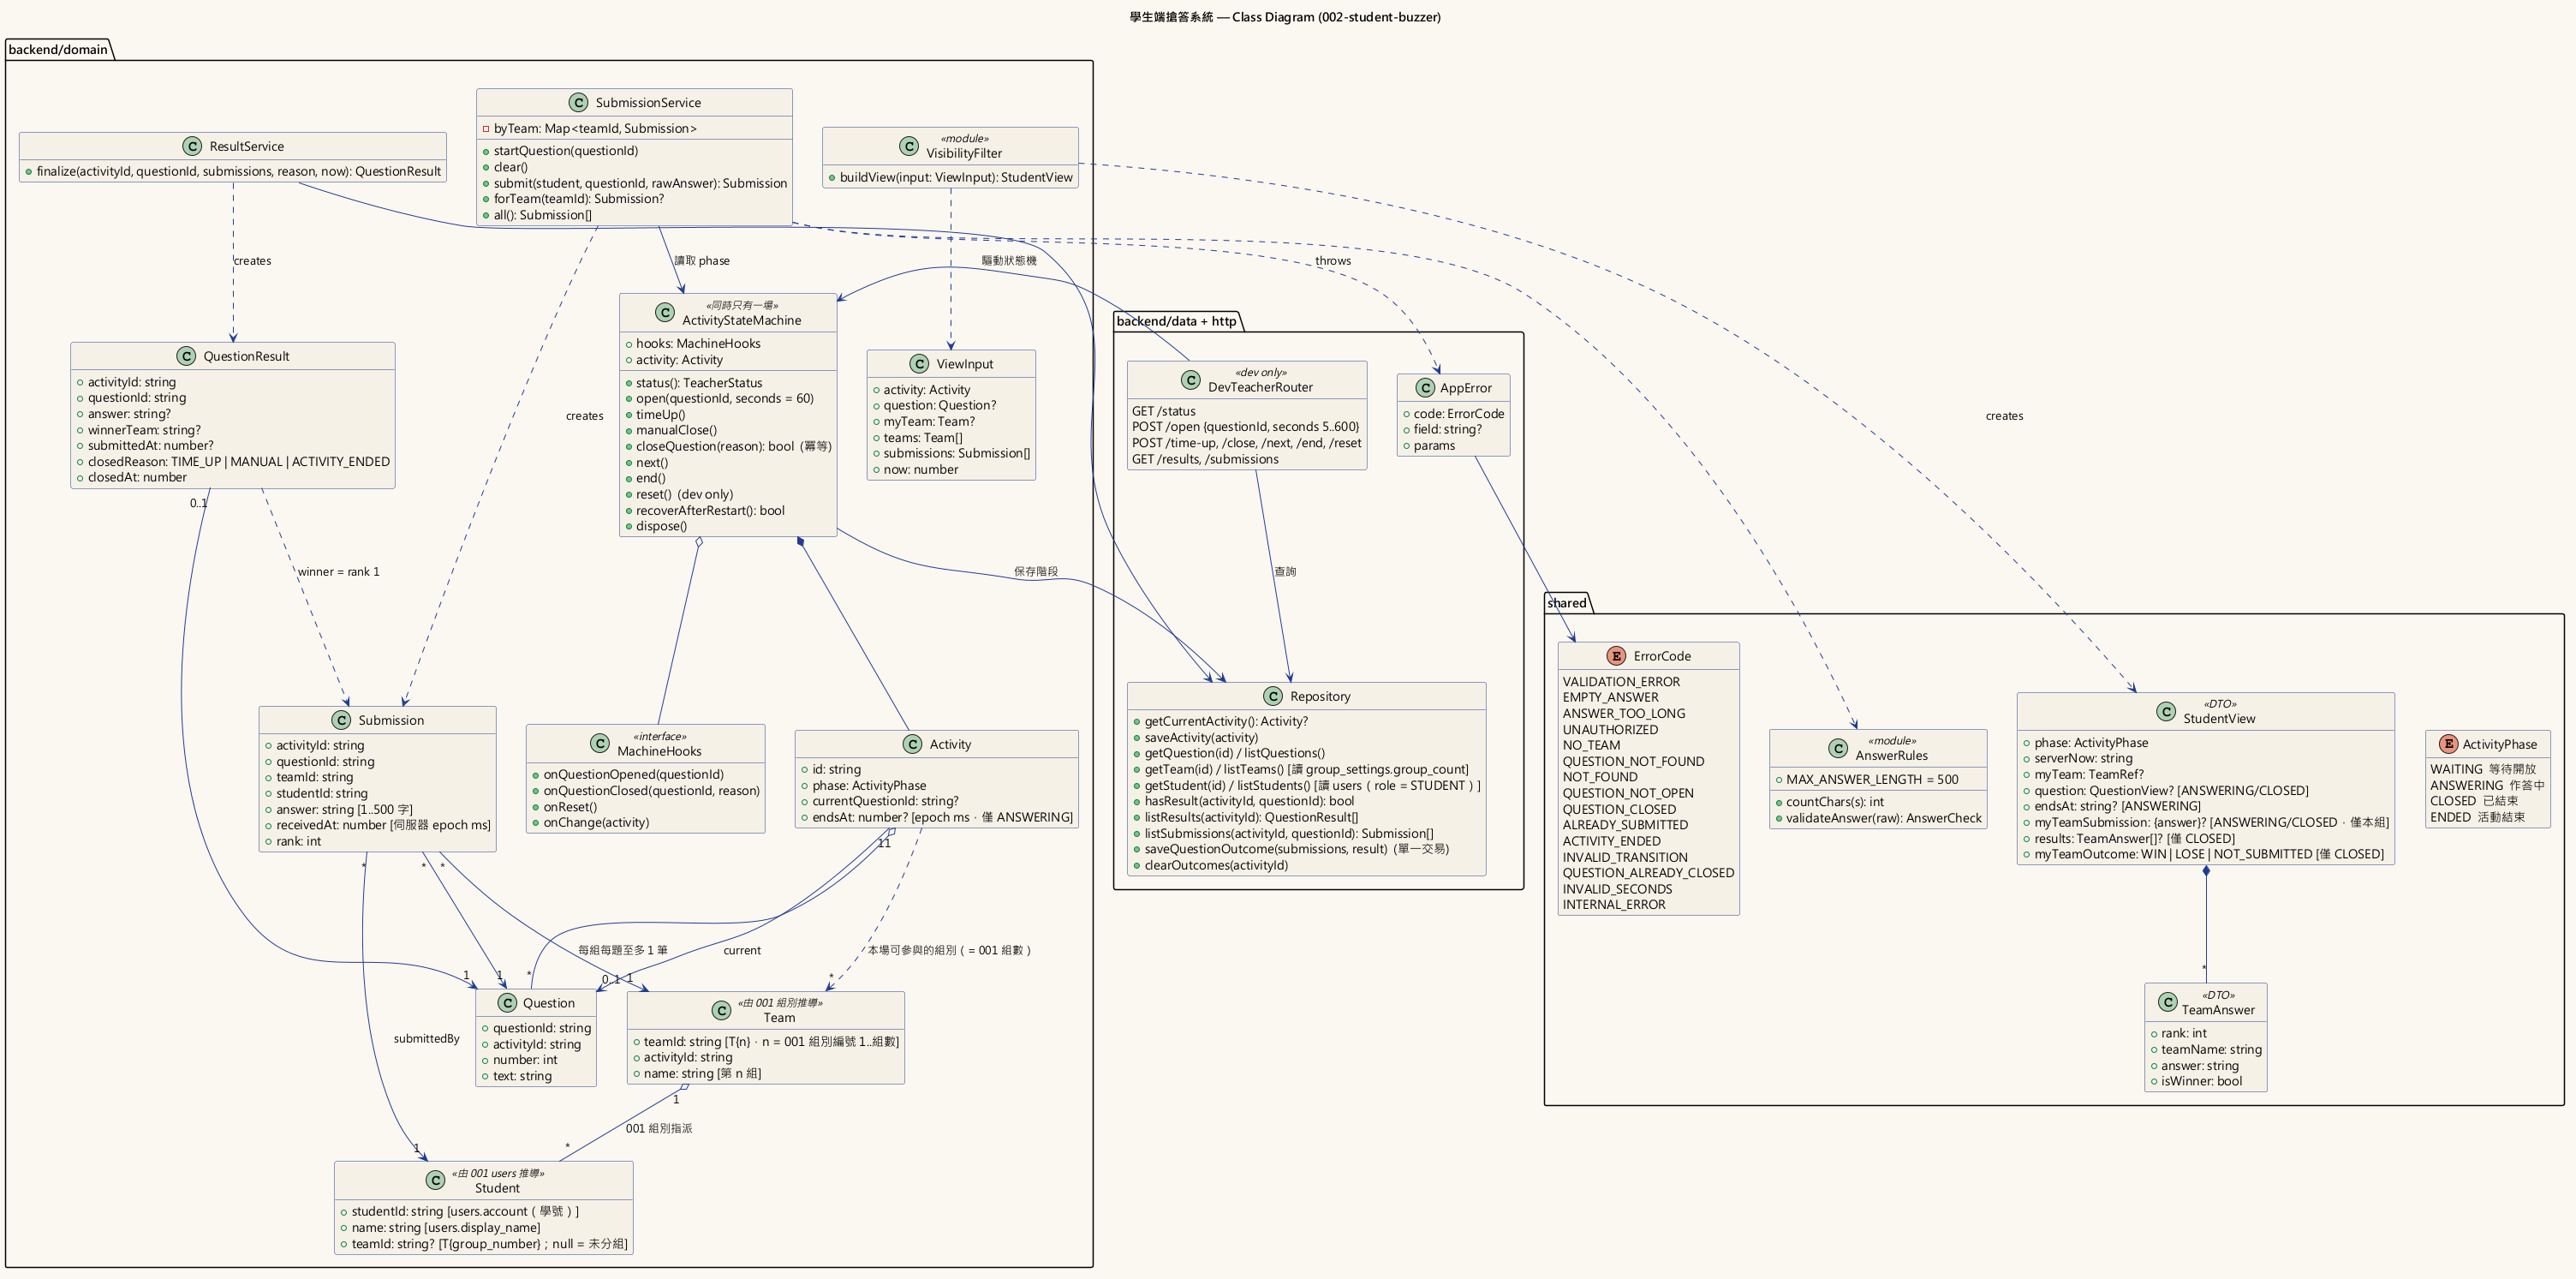 學生端搶答系統 — Class Diagram (002-student-buzzer)
backend/domain
ResultService
finalize(activityId, questionId, submissions, reason, now): QuestionResult
SubmissionService
byTeam: Map<teamId, Submission>
startQuestion(questionId)
clear()
submit(student, questionId, rawAnswer): Submission
forTeam(teamId): Submission?
all(): Submission[]
«module»
VisibilityFilter
buildView(input: ViewInput): StudentView
creates
讀取 phase
驅動狀態機
throws
creates
creates
QuestionResult
activityId: string
questionId: string
answer: string?
winnerTeam: string?
submittedAt: number?
closedReason: TIME_UP | MANUAL | ACTIVITY_ENDED
closedAt: number
«同時只有一場»
ActivityStateMachine
hooks: MachineHooks
activity: Activity
status(): TeacherStatus
open(questionId, seconds = 60)
timeUp()
manualClose()
closeQuestion(reason): bool (冪等)
next()
end()
reset() (dev only)
recoverAfterRestart(): bool
dispose()
ViewInput
activity: Activity
question: Question?
myTeam: Team?
teams: Team[]
submissions: Submission[]
now: number
backend/data + http
«dev only»
DevTeacherRouter
GET /status
POST /open {questionId, seconds 5..600}
POST /time-up, /close, /next, /end, /reset
GET /results, /submissions
AppError
code: ErrorCode
field: string?
params
0..1
winner = rank 1
保存階段
查詢
Submission
activityId: string
questionId: string
teamId: string
studentId: string
answer: string [1..500 字]
receivedAt: number [伺服器 epoch ms]
rank: int
«interface»
MachineHooks
onQuestionOpened(questionId)
onQuestionClosed(questionId, reason)
onReset()
onChange(activity)
Activity
id: string
phase: ActivityPhase
currentQuestionId: string?
endsAt: number? [epoch ms · 僅 ANSWERING]
Repository
getCurrentActivity(): Activity?
saveActivity(activity)
getQuestion(id) / listQuestions()
getTeam(id) / listTeams() [讀 group_settings.group_count]
getStudent(id) / listStudents() [讀 users ( role = STUDENT ) ]
hasResult(activityId, questionId): bool
listResults(activityId): QuestionResult[]
listSubmissions(activityId, questionId): Submission[]
saveQuestionOutcome(submissions, result) (單一交易)
clearOutcomes(activityId)
shared
ErrorCode
VALIDATION_ERROR
EMPTY_ANSWER
ANSWER_TOO_LONG
UNAUTHORIZED
NO_TEAM
QUESTION_NOT_FOUND
NOT_FOUND
QUESTION_NOT_OPEN
QUESTION_CLOSED
ALREADY_SUBMITTED
ACTIVITY_ENDED
INVALID_TRANSITION
QUESTION_ALREADY_CLOSED
INVALID_SECONDS
INTERNAL_ERROR
«module»
AnswerRules
MAX_ANSWER_LENGTH = 500
countChars(s): int
validateAnswer(raw): AnswerCheck
«DTO»
StudentView
phase: ActivityPhase
serverNow: string
myTeam: TeamRef?
question: QuestionView? [ANSWERING/CLOSED]
endsAt: string? [ANSWERING]
myTeamSubmission: {answer}? [ANSWERING/CLOSED · 僅本組]
results: TeamAnswer[]? [僅 CLOSED]
myTeamOutcome: WIN | LOSE | NOT_SUBMITTED [僅 CLOSED]
ActivityPhase
WAITING 等待開放
ANSWERING 作答中
CLOSED 已結束
ENDED 活動結束
* * *
1 1
每組每題至多 1 筆
current
本場可參與的組別 ( = 001 組數 )
1 1 * 0..1 1 * *
Question
questionId: string
activityId: string
number: int
text: string
«由 001 組別推導»
Team
teamId: string [T{n} · n = 001 組別編號 1..組數]
activityId: string
name: string [第 n 組]
«DTO»
TeamAnswer
rank: int
teamName: string
answer: string
isWinner: bool
submittedBy
1
001 組別指派
1 *
«由 001 users 推導»
Student
studentId: string [users.account ( 學號 ) ]
name: string [users.display_name]
teamId: string? [T{group_number} ; null = 未分組]